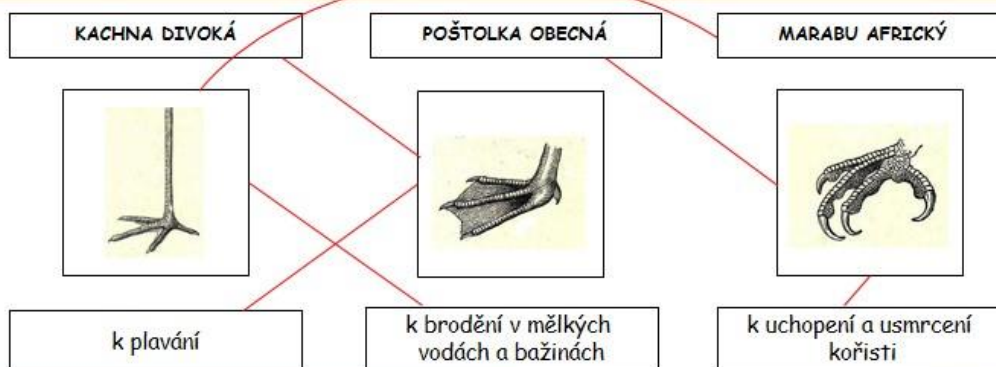 KACHNA DIVOKÁ
POŠTOLKA OBECNÁ
MARABU AFRICKÝ
k plavání
k brodění v mělkých
vodách a bažinách
k uchopení a usmrcení
kořisti